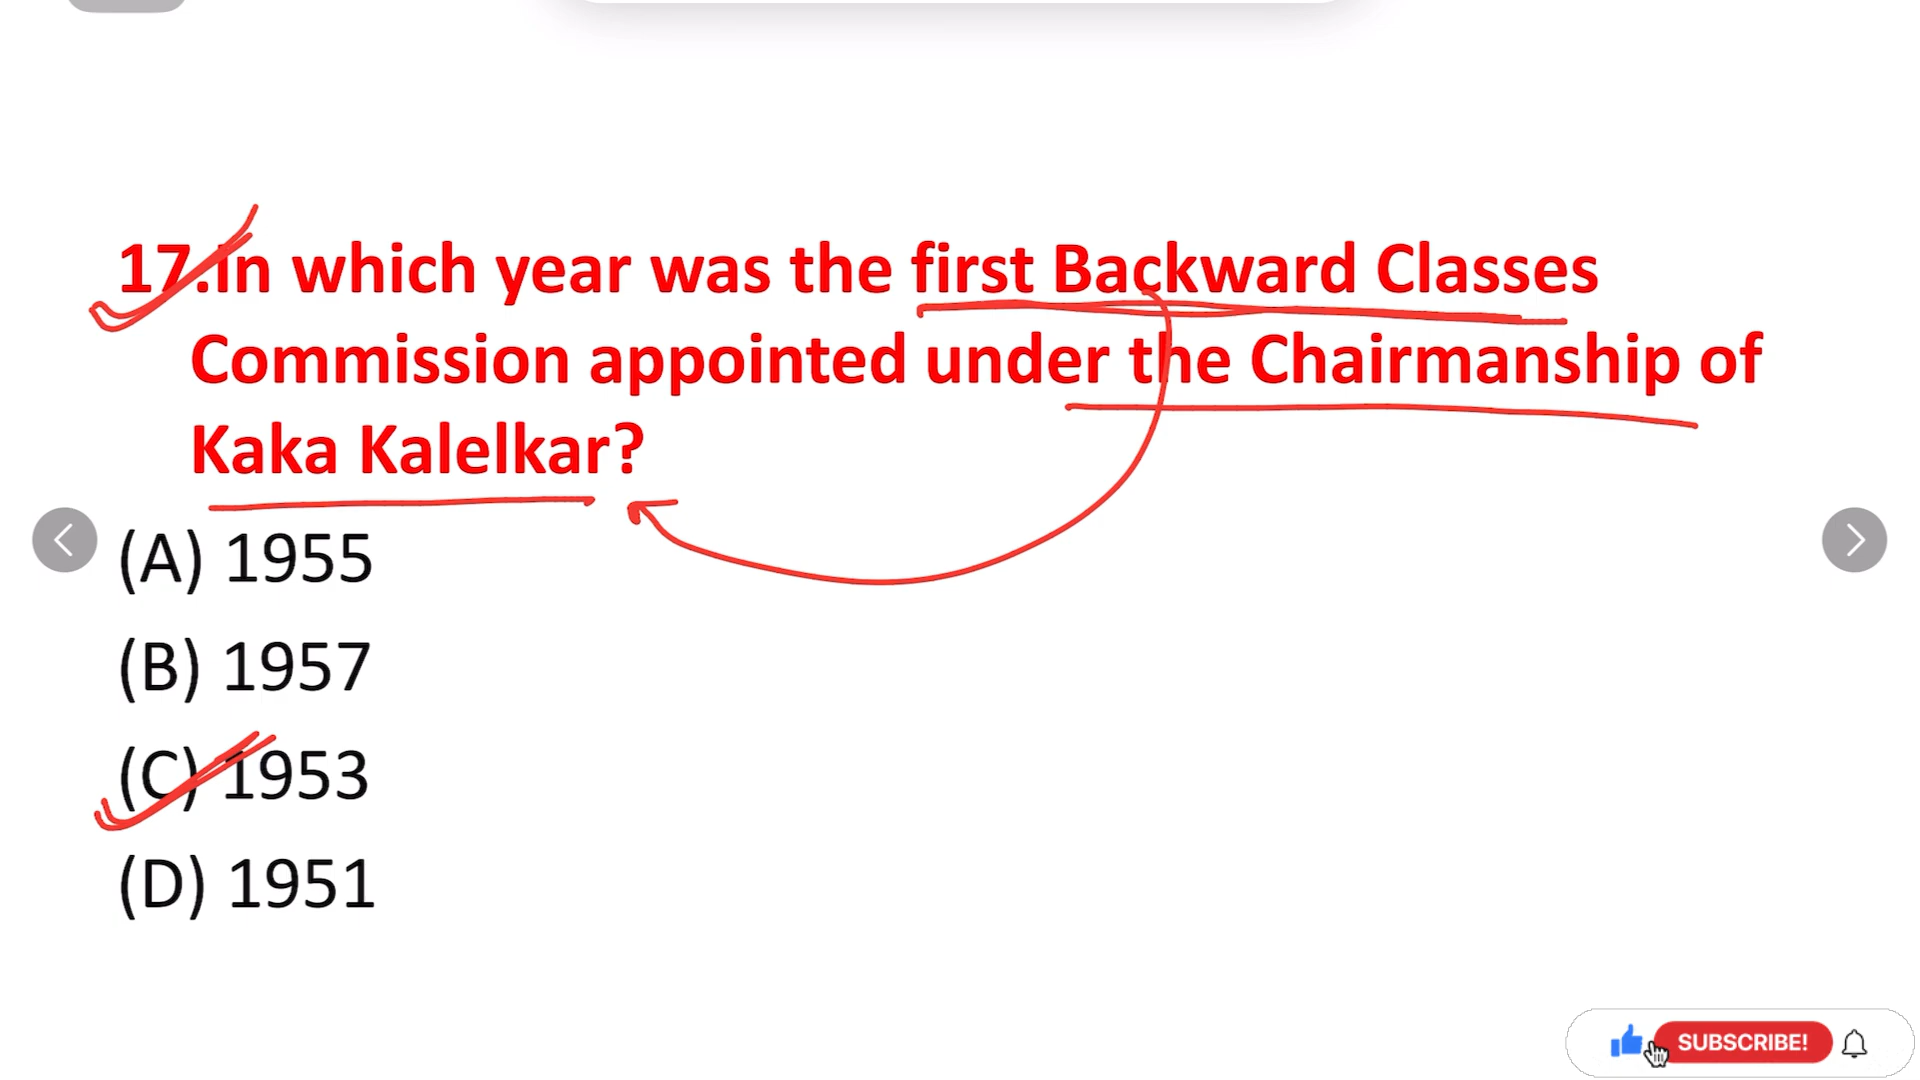 17.In which year was the first Backward Classes
Commission appointed under the Chairmanship of
Kaka Kalelkar?
(A) 1955
(B) 1957
(C) 1953
(D) 1951
SUBSCRIBE!